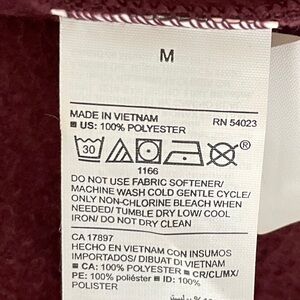 M
MADE IN VIETNAM RN 54023
■ US: 100% POLYESTER
30 ®
1166
DO NOT USE FABRIC SOFTENER/
MACHINE WASH COLD GENTLE CYCLE/
ONLY NON-CHLORINE BLEACH WHEN
NEEDED/ TUMBLE DRY LOW/ COOL
IRON/ DO NOT DRY CLEAN
CA 17897
HECHO EN VIETNAM CON INSUMOS
IMPORTADOS/ DIBUAT DI VIETNAM
■ CA: 100% POLYESTER ■ CR/CL/MX/
PE: 100% poliéster ■ ID: 100%
POLISTER